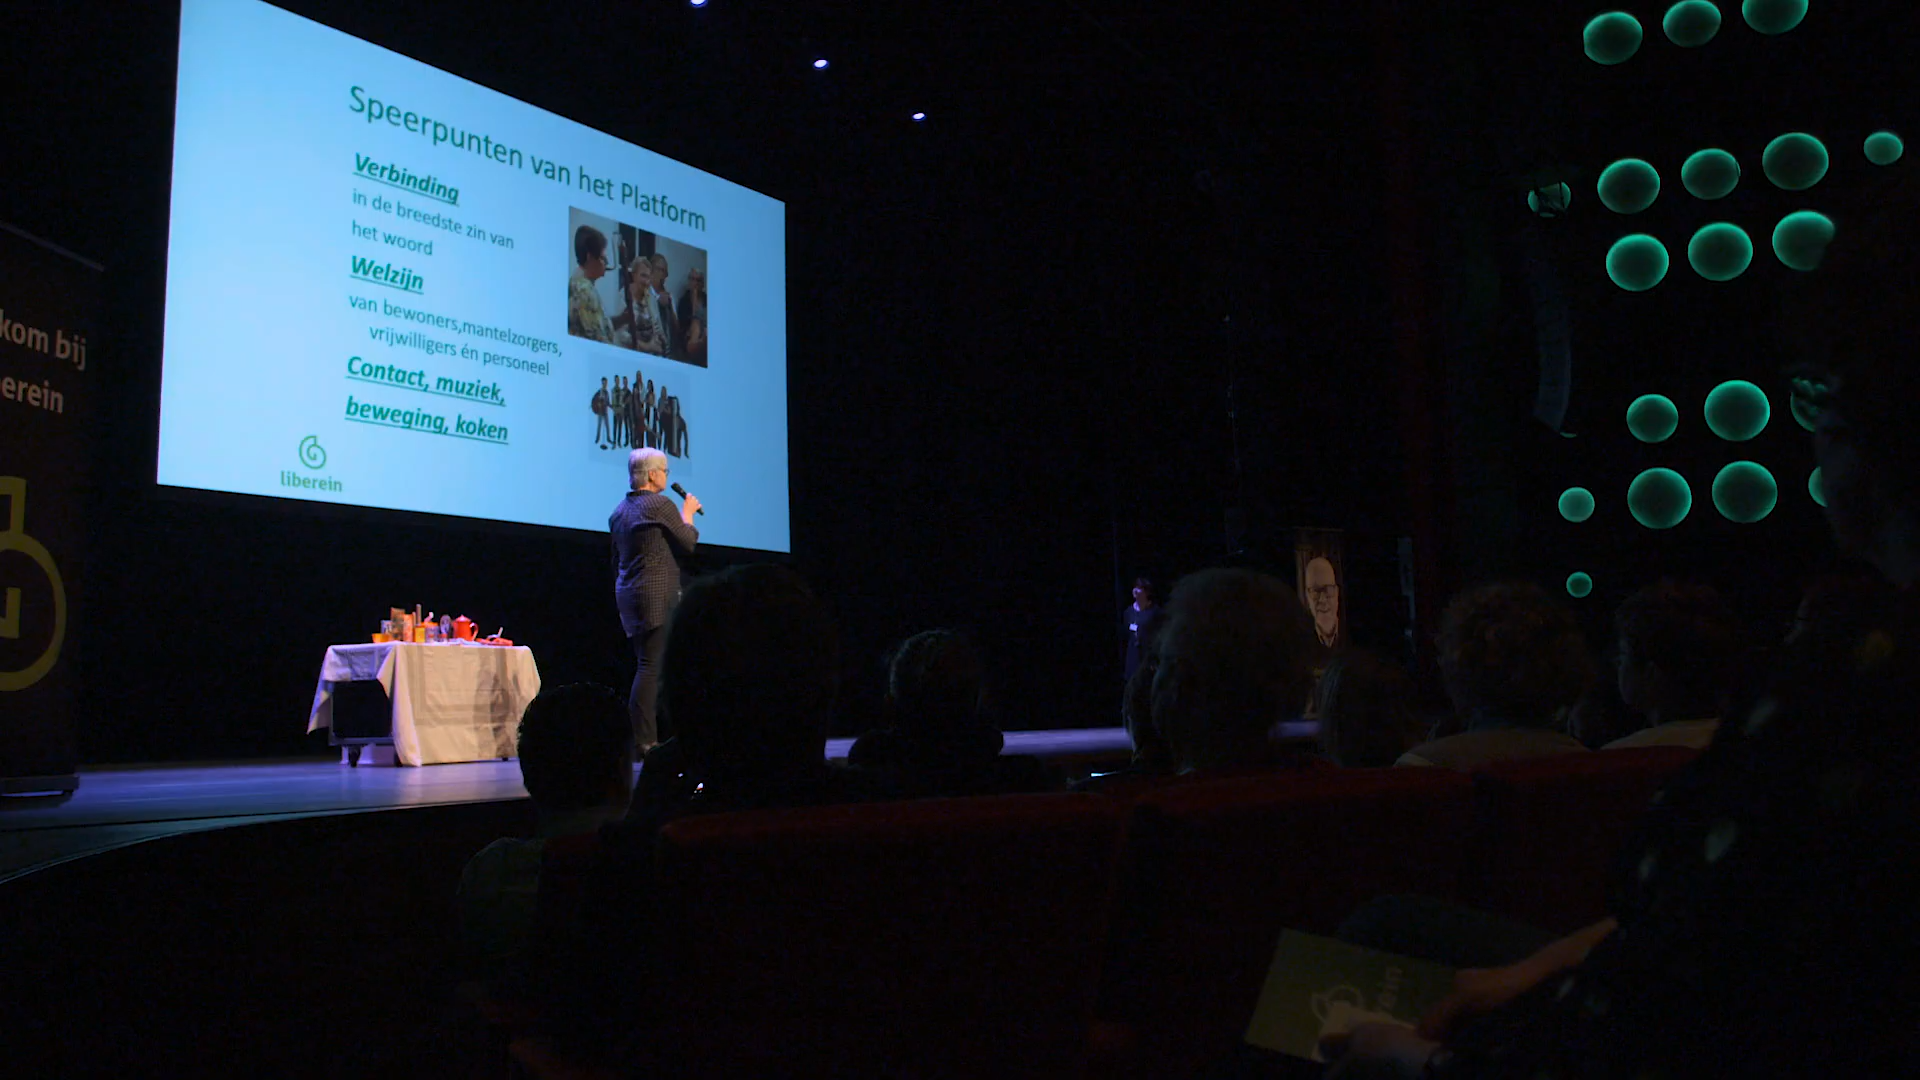 Speerpunten van het Platform
Verbinding
in de breedste zin van
het woord
Welzijn
van bewoners,mantelzorgers,
vrijwilligers én personeel
Contact, muziek,
beweging, koken
liberein
kom bij
erein
rein